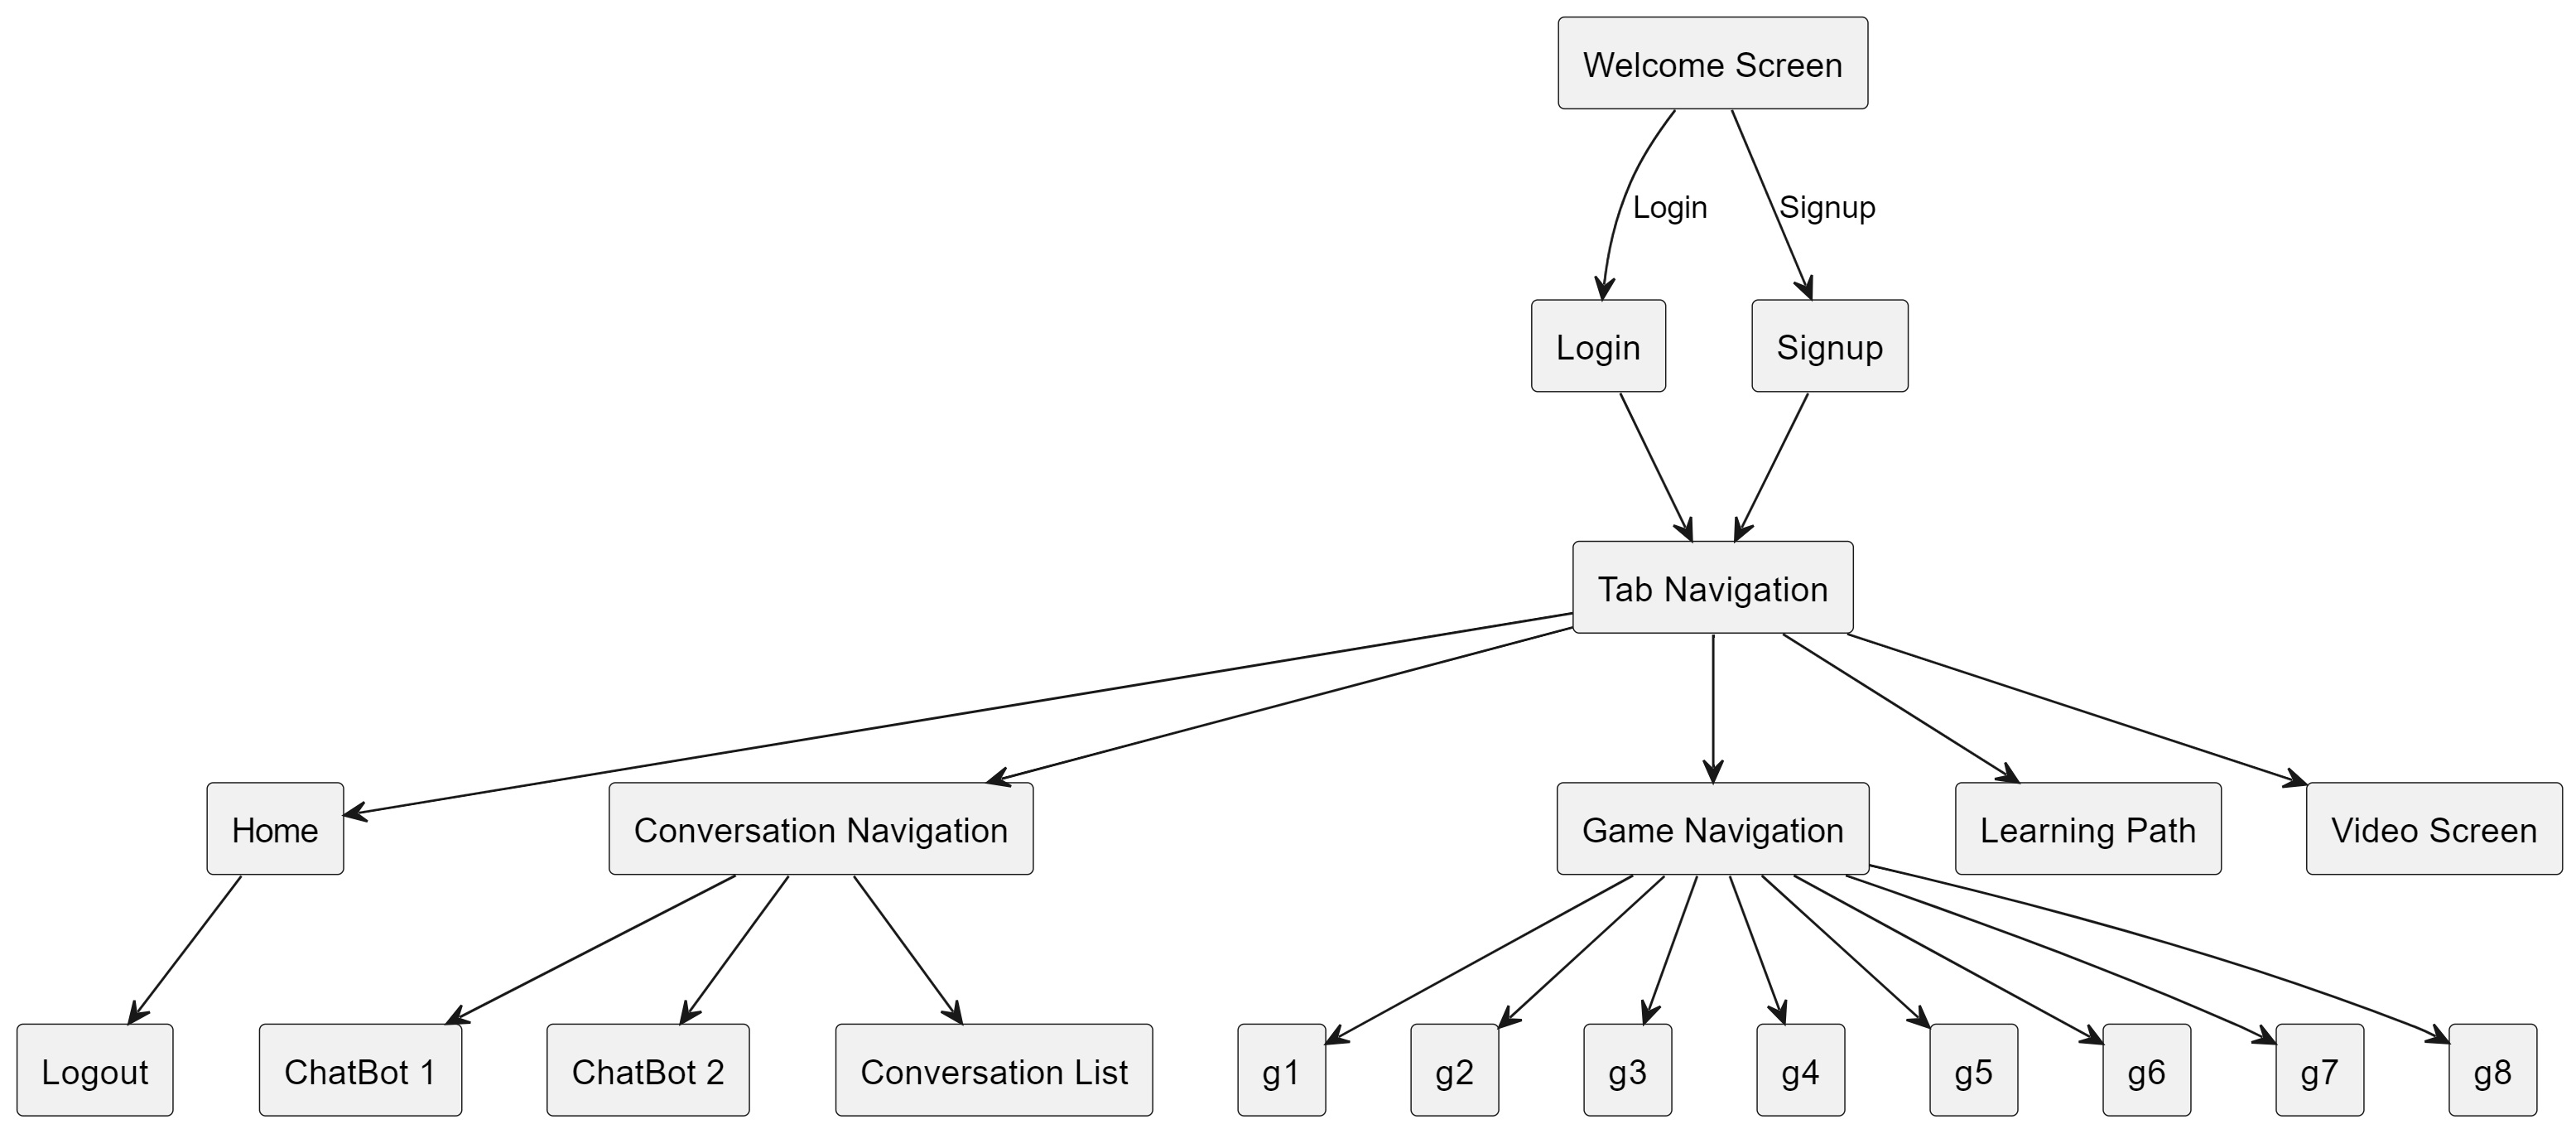 Welcome Screen
Login
Signup
Login
Signup
Tab Navigation
Home
Conversation Navigation
Game Navigation
Learning Path
Video Screen
Logout
ChatBot 1
ChatBot 2
Conversation List
g1
g2
g3
g4
g5
g6
g7
g8